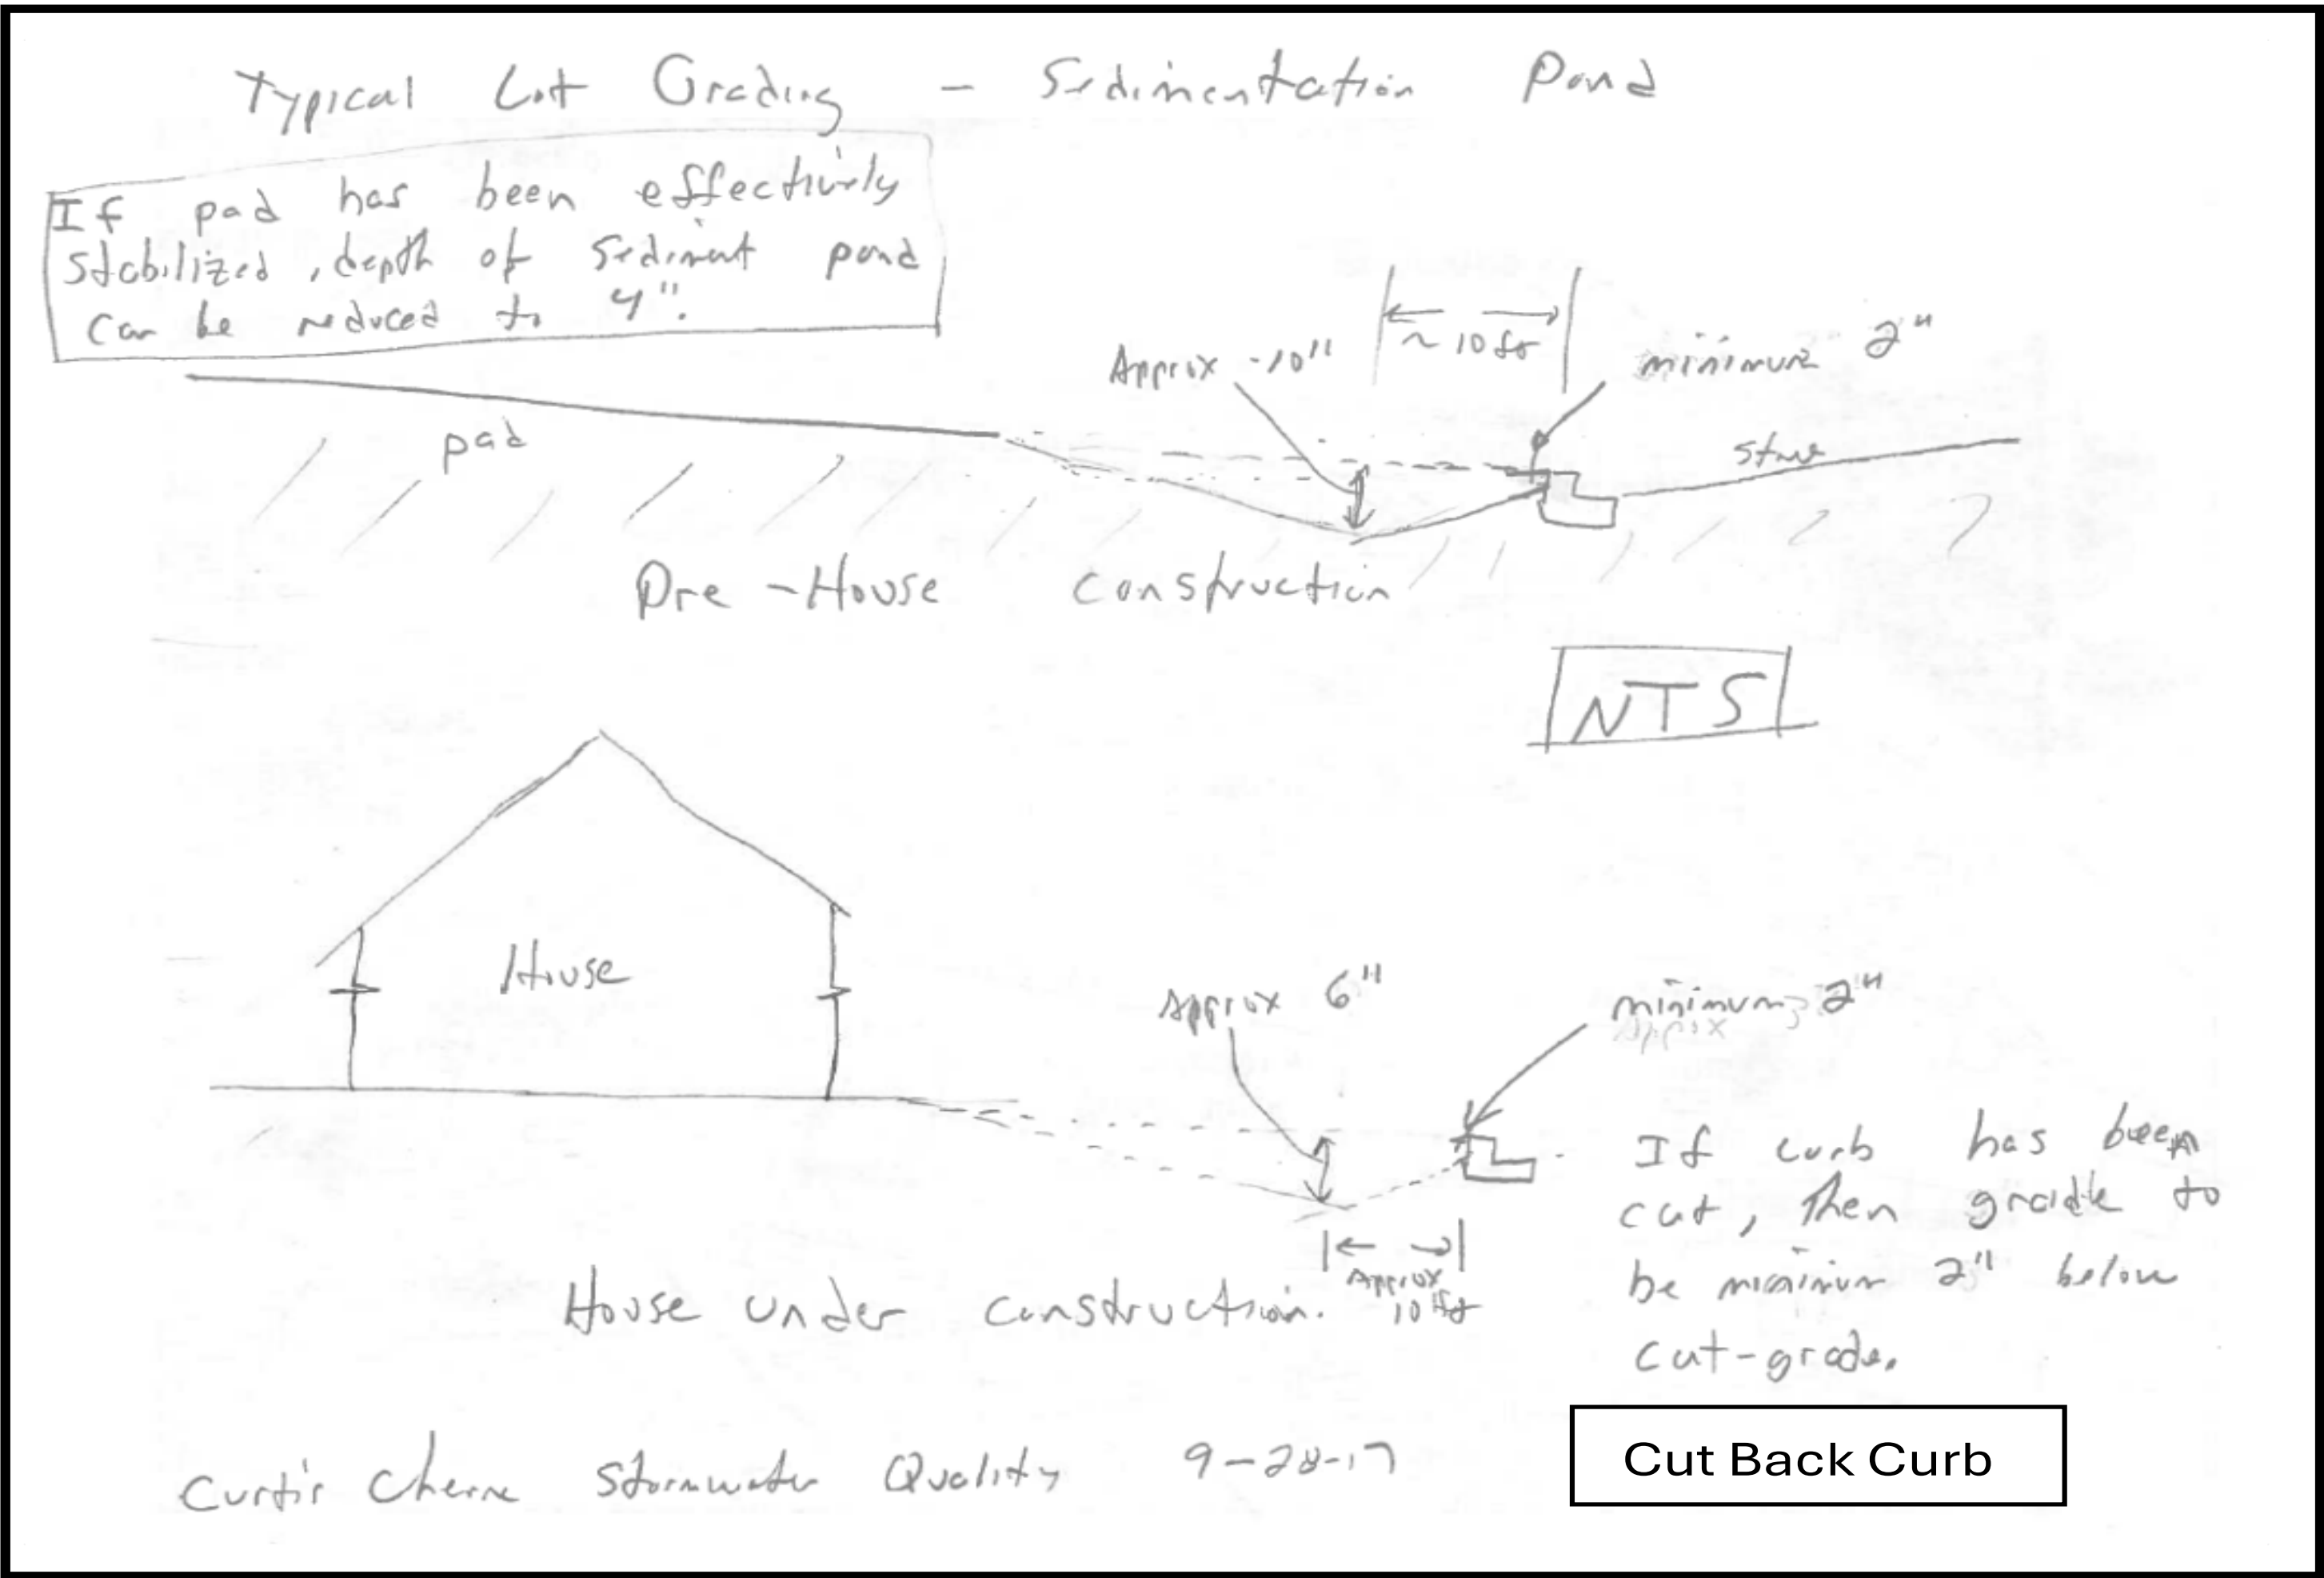 Typical Lot Grading - Sedimentation Pond
If pad has been effectively
stabilized, depth of sediment pond
can be reduced to 4".
Approx -10"
~ 10 ft
minimum 2"
pad
Pre-House Construction
NTS
House
Approx 6"
minimum 2"
Approx
If curb has been
cut, then grade to
be minimum 2" below
cut-grade.
Approx
10 ft
House under construction.
Curtis Cherne Stormwater Quality 9-28-17
Cut Back Curb